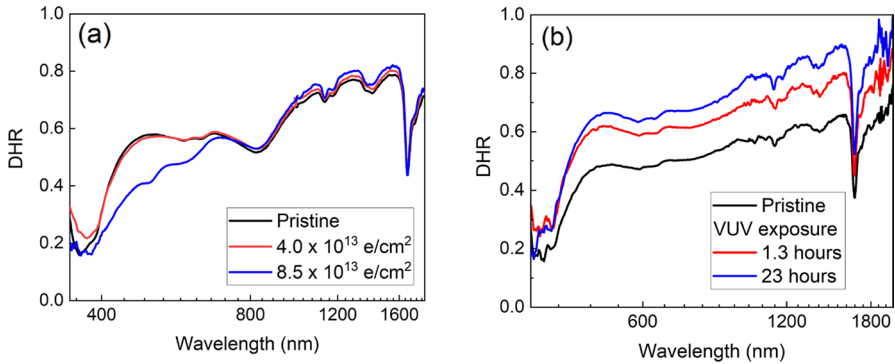 (a)
1.0
0.8
0.6
0.4
0.2
0.0
DHR
Pristine
4.0 x 10¹³ e/cm²
8.5 x 10¹³ e/cm²
400
800
1200
1600
Wavelength (nm)
(b)
1.0
0.8
0.6
0.4
0.2
0.0
DHR
Pristine
VUV exposure
1.3 hours
23 hours
600
1200
1800
Wavelength (nm)